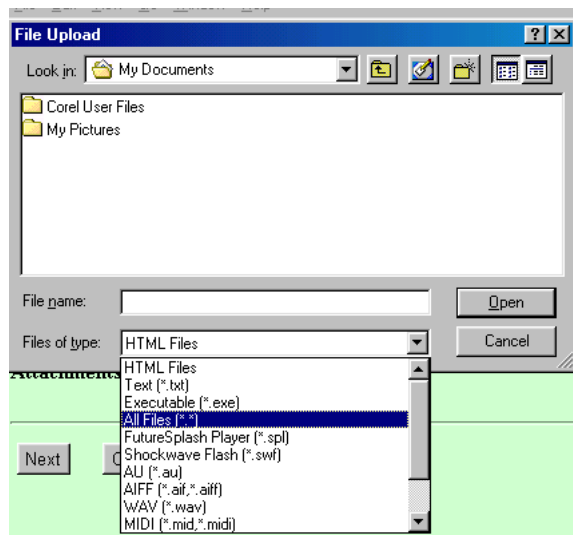 File Upload
Look in: My Documents
Corel User Files
My Pictures
File name:
Open
Files of type: HTML Files
Cancel
HTML Files
Text (*.txt)
Executable (*.exe)
All Files (*.*)
FutureSplash Player (*.spl)
Shockwave Flash (*.swf)
AU (*.au)
AIFF (*.aif,*.aiff)
WAV (*.wav)
MIDI (*.mid,*.midi)
Attachments
Next